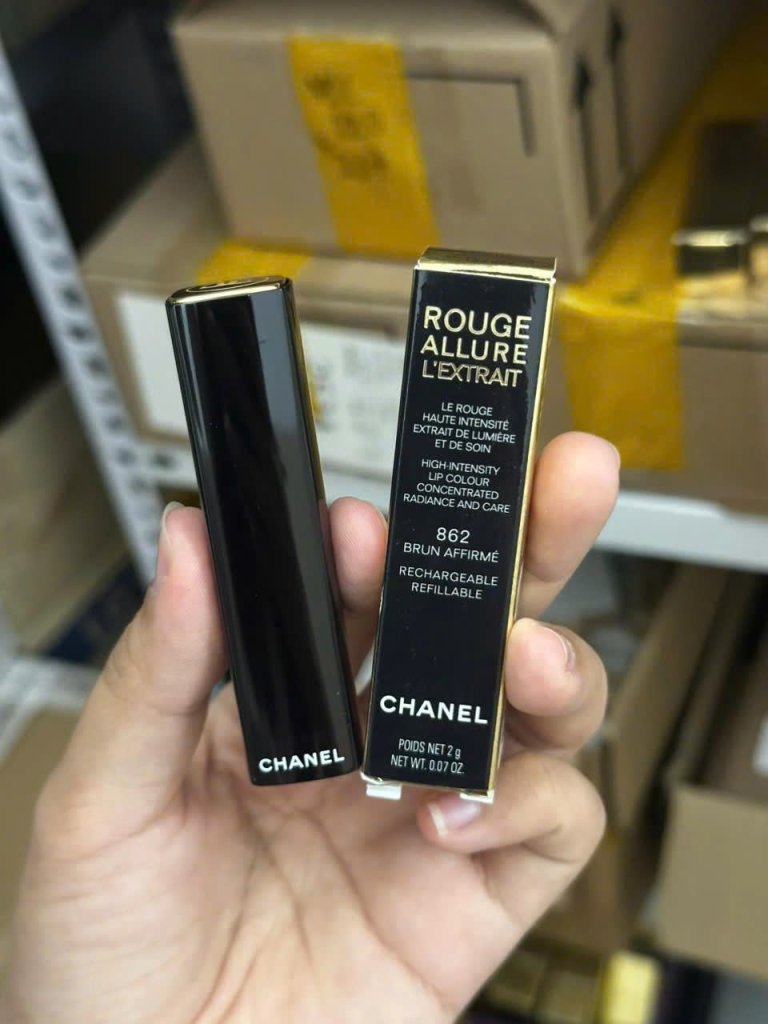 CHANEL
ROUGE
ALLURE
L'EXTRAIT
LE ROUGE
HAUTE INTENSITÉ
EXTRAIT DE LUMIÈRE
ET DE SOIN
HIGH-INTENSITY
LIP COLOUR
CONCENTRATED
RADIANCE AND CARE
862
BRUN AFFIRMÉ
RECHARGEABLE
REFILLABLE
CHANEL
POIDS NET 2 g
NET WT. 0.07 OZ.